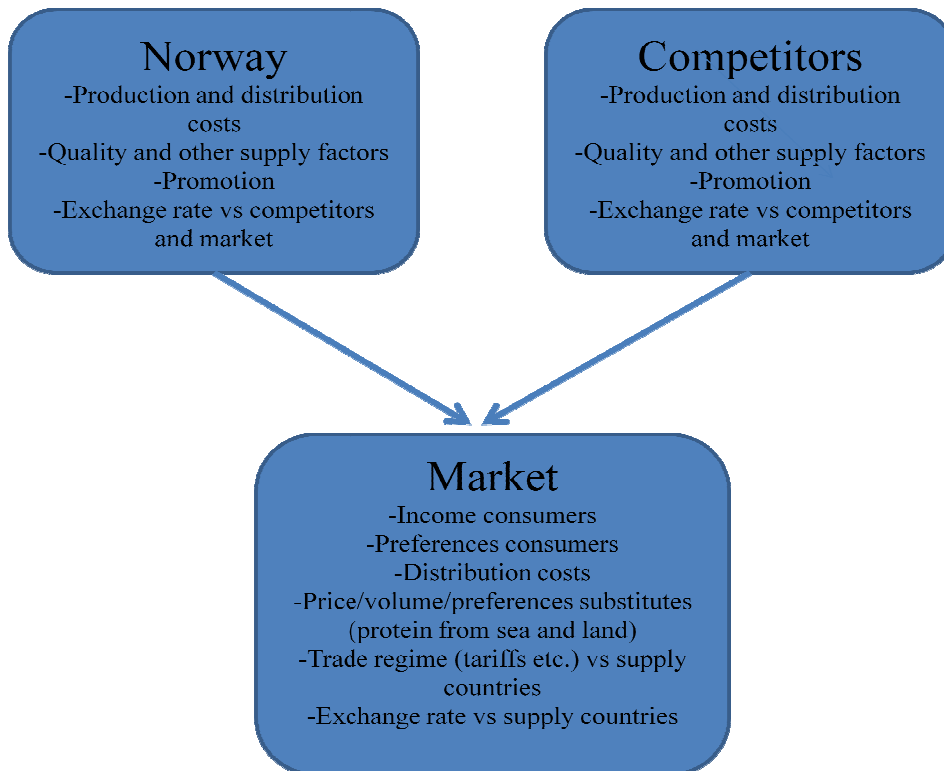 Norway
-Production and distribution
costs
-Quality and other supply factors
-Promotion
-Exchange rate vs competitors
and market
Competitors
-Production and distribution
costs
-Quality and other supply factors
-Promotion
-Exchange rate vs competitors
and market
Market
-Income consumers
-Preferences consumers
-Distribution costs
-Price/volume/preferences substitutes
(protein from sea and land)
-Trade regime (tariffs etc.) vs supply
countries
-Exchange rate vs supply countries